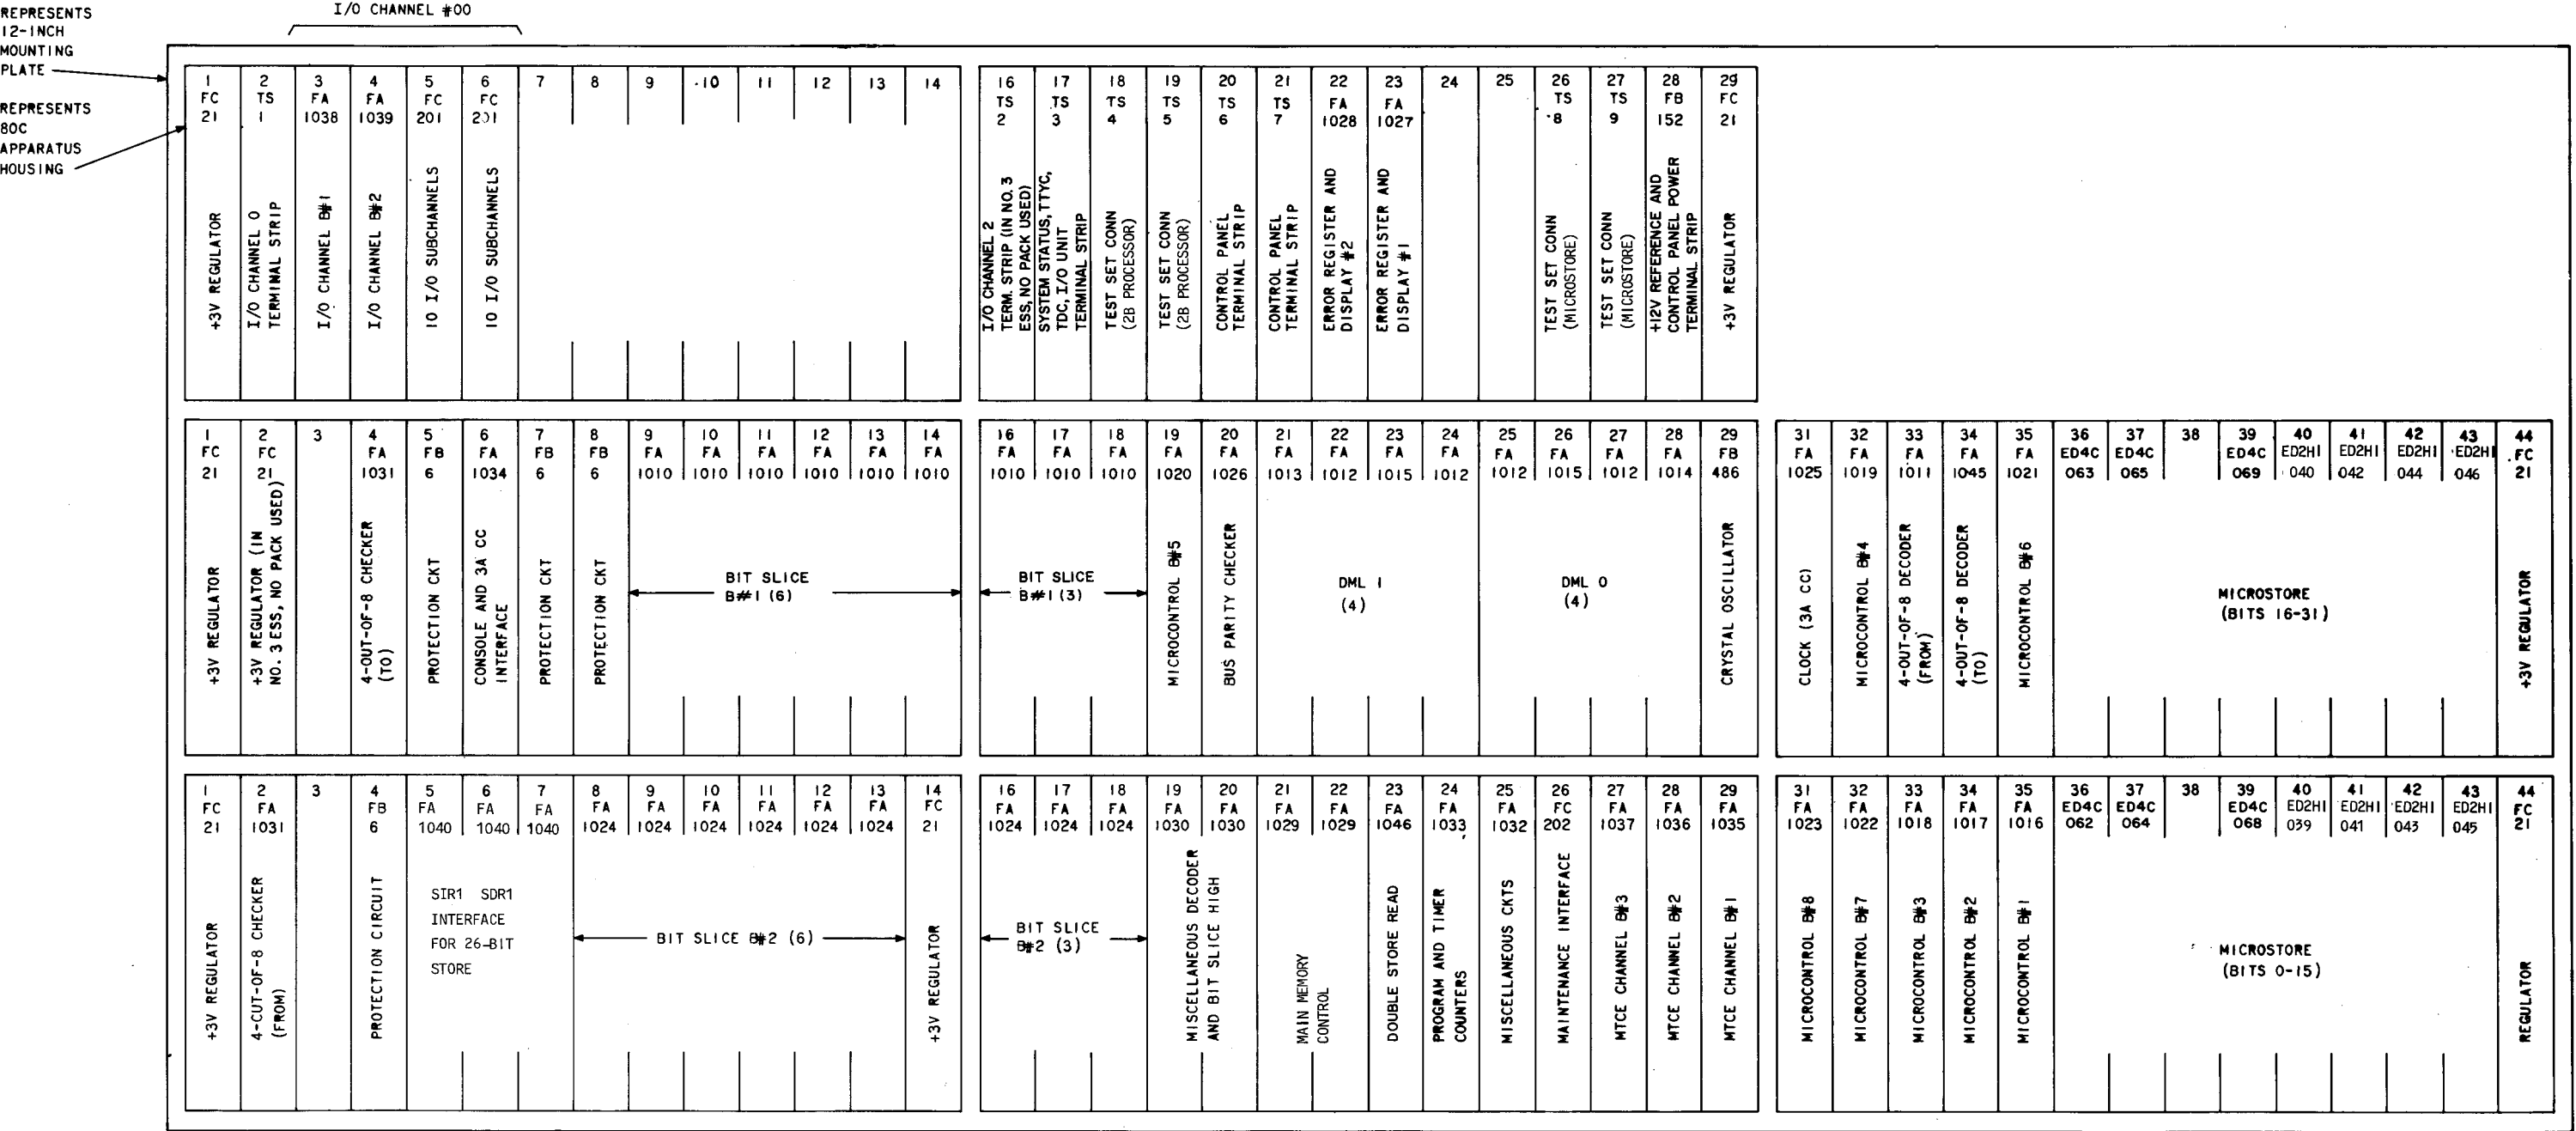 REPRESENTS
12-INCH
MOUNTING
PLATE
REPRESENTS
80C
APPARATUS
HOUSING
I/O CHANNEL #00
1 2 3 4 5 6 7 8 9 10 11 12 13 14
FC TS FA FA FC FC
21 1 1038 1039 201 201
+3V REGULATOR
I/O CHANNEL 0
TERMINAL STRIP
I/O CHANNEL B#1
I/O CHANNEL B#2
10 I/O SUBCHANNELS
10 I/O SUBCHANNELS
16 17 18 19 20 21 22 23 24 25 26 27 28 29
TS TS TS TS TS TS FA FA TS TS FB FC
2 3 4 5 6 7 1028 1027 8 9 152 21
I/O CHANNEL 2
TERM. STRIP (IN NO. 3
ESS, NO PACK USED)
SYSTEM STATUS, TTYC,
TDC, I/O UNIT
TERMINAL STRIP
TEST SET CONN
(2B PROCESSOR)
TEST SET CONN
(2B PROCESSOR)
CONTROL PANEL
TERMINAL STRIP
CONTROL PANEL
TERMINAL STRIP
ERROR REGISTER AND
DISPLAY #2
ERROR REGISTER AND
DISPLAY #1
TEST SET CONN
(MICROSTORE)
TEST SET CONN
(MICROSTORE)
+12V REFERENCE AND
CONTROL PANEL POWER
TERMINAL STRIP
+3V REGULATOR
1 2 3 4 5 6 7 8 9 10 11 12 13 14
FC FC FA FB FA FB FB FA FA FA FA FA FA
21 21 1031 6 1034 6 6 1010 1010 1010 1010 1010 1010
+3V REGULATOR
+3V REGULATOR (IN
NO. 3 ESS, NO PACK USED)
4-OUT-OF-8 CHECKER
(TO)
PROTECTION CKT
CONSOLE AND 3A CC
INTERFACE
PROTECTION CKT
PROTECTION CKT
BIT SLICE
B#1 (6)
16 17 18 19 20 21 22 23 24 25 26 27 28 29
FA FA FA FA FA FA FA FA FA FA FA FA FA FB
1010 1010 1010 1020 1026 1013 1012 1015 1012 1012 1015 1012 1014 486
BIT SLICE
B#1 (3)
MICROCONTROL B#5
BUS PARITY CHECKER
DML 1
(4)
DML 0
(4)
CRYSTAL OSCILLATOR
31 32 33 34 35 36 37 38 39 40 41 42 43 44
FA FA FA FA FA ED4C ED4C ED4C ED2H1 ED2H1 ED2H1 ED2H1 FC
1025 1019 1011 1045 1021 063 065 069 040 042 044 046 21
CLOCK (3A CC)
MICROCONTROL B#4
4-OUT-OF-8 DECODER
(FROM)
4-OUT-OF-8 DECODER
(TO)
MICROCONTROL B#6
MICROSTORE
(BITS 16-31)
+3V REGULATOR
1 2 3 4 5 6 7 8 9 10 11 12 13 14
FC FA FB FA FA FA FA FA FA FA FA FA FC
21 1031 6 1040 1040 1040 1024 1024 1024 1024 1024 1024 21
+3V REGULATOR
4-CUT-OF-8 CHECKER
(FROM)
PROTECTION CIRCUIT
SIR1 SDR1
INTERFACE
FOR 26-BIT
STORE
BIT SLICE B#2 (6)
+3V REGULATOR
16 17 18 19 20 21 22 23 24 25 26 27 28 29
FA FA FA FA FA FA FA FA FA FA FC FA FA FA
1024 1024 1024 1030 1030 1029 1029 1046 1033 1032 202 1037 1036 1035
BIT SLICE
B#2 (3)
MISCELLANEOUS DECODER
AND BIT SLICE HIGH
MAIN MEMORY
CONTROL
DOUBLE STORE READ
PROGRAM AND TIMER
COUNTERS
MISCELLANEOUS CKTS
MAINTENANCE INTERFACE
MTCE CHANNEL B#3
MTCE CHANNEL B#2
MTCE CHANNEL B#1
31 32 33 34 35 36 37 38 39 40 41 42 43 44
FA FA FA FA FA ED4C ED4C ED4C ED2H1 ED2H1 ED2H1 ED2H1 FC
1023 1022 1018 1017 1016 062 064 068 039 041 043 045 21
MICROCONTROL B#8
MICROCONTROL B#7
MICROCONTROL B#3
MICROCONTROL B#2
MICROCONTROL B#1
MICROSTORE
(BITS 0-15)
REGULATOR